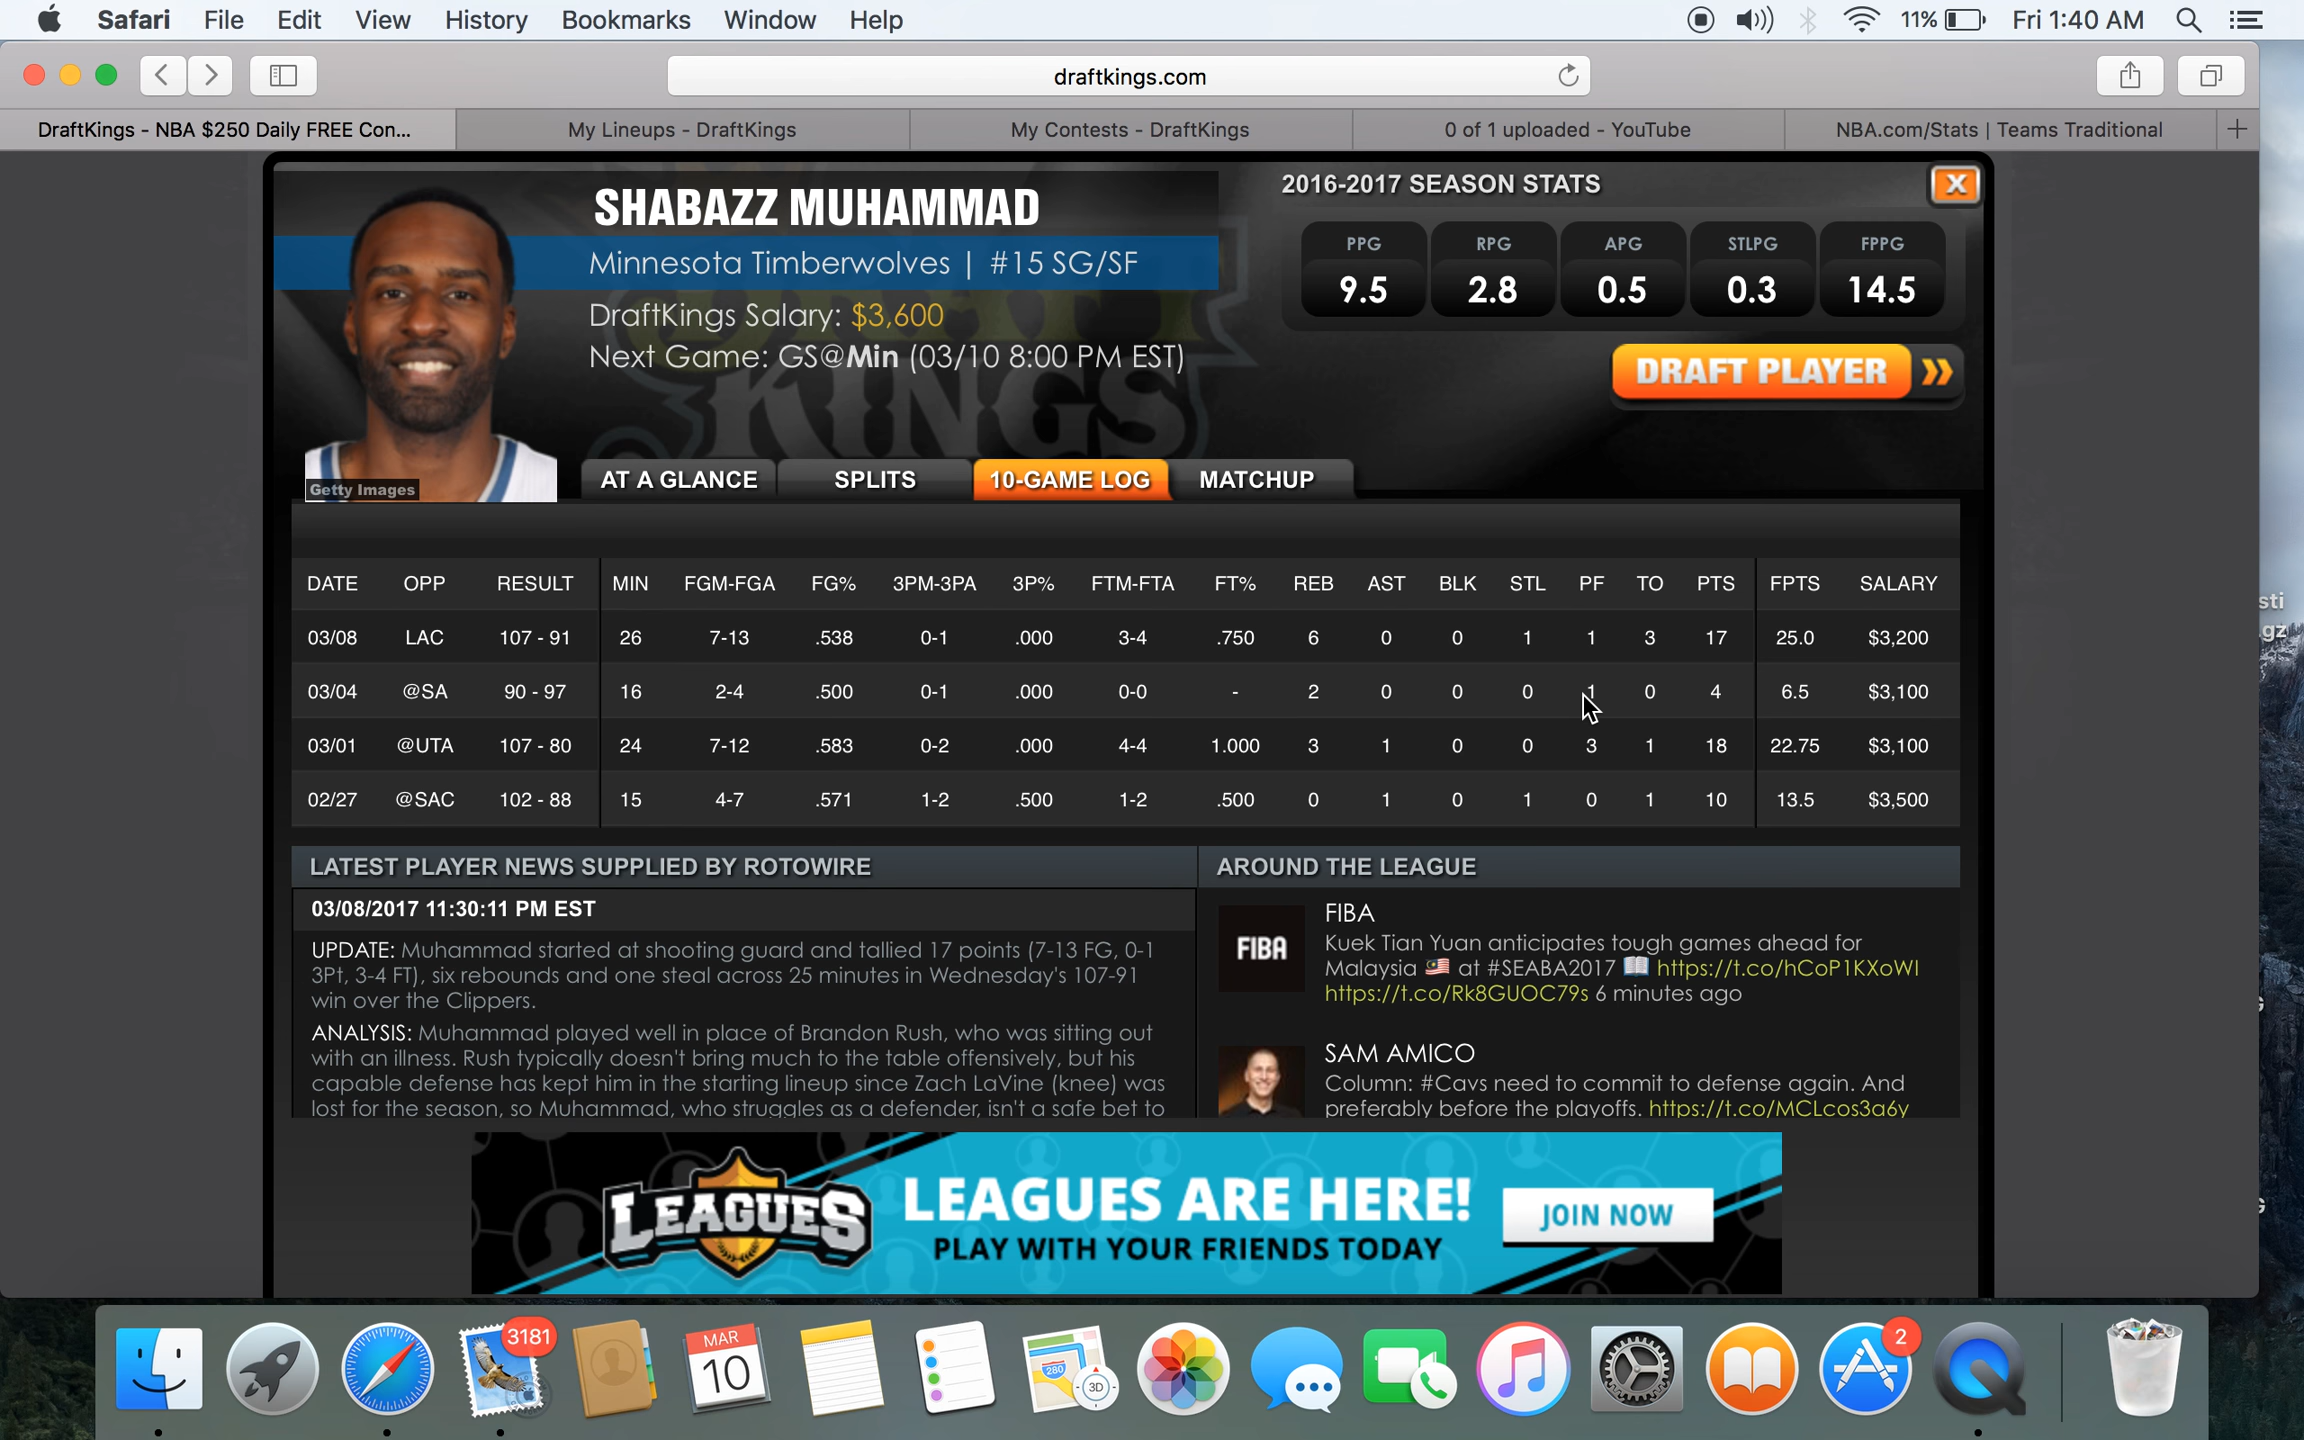 Safari File Edit View History Bookmarks Window Help 11% Fri 1:40 AM
draftkings.com
DraftKings - NBA $250 Daily FREE Con... My Lineups - DraftKings My Contests - DraftKings 0 of 1 uploaded - YouTube NBA.com/Stats | Teams Traditional
SHABAZZ MUHAMMAD
Minnesota Timberwolves | #15 SG/SF
DraftKings Salary: $3,600
Next Game: GS@Min (03/10 8:00 PM EST)
Getty Images
KINGS
2016-2017 SEASON STATS
X
PPG RPG APG STLPG FPPG
9.5 2.8 0.5 0.3 14.5
DRAFT PLAYER
AT A GLANCE SPLITS 10-GAME LOG MATCHUP
DATE OPP RESULT MIN FGM-FGA FG% 3PM-3PA 3P% FTM-FTA FT% REB AST BLK STL PF TO PTS FPTS SALARY
03/08 LAC 107 - 91 26 7-13 .538 0-1 .000 3-4 .750 6 0 0 1 1 3 17 25.0 $3,200
03/04 @SA 90 - 97 16 2-4 .500 0-1 .000 0-0 - 2 0 0 0 1 0 4 6.5 $3,100
03/01 @UTA 107 - 80 24 7-12 .583 0-2 .000 4-4 1.000 3 1 0 0 3 1 18 22.75 $3,100
02/27 @SAC 102 - 88 15 4-7 .571 1-2 .500 1-2 .500 0 1 0 1 0 1 10 13.5 $3,500
LATEST PLAYER NEWS SUPPLIED BY ROTOWIRE
03/08/2017 11:30:11 PM EST
UPDATE: Muhammad started at shooting guard and tallied 17 points (7-13 FG, 0-1
3Pt, 3-4 FT), six rebounds and one steal across 25 minutes in Wednesday's 107-91
win over the Clippers.
ANALYSIS: Muhammad played well in place of Brandon Rush, who was sitting out
with an illness. Rush typically doesn't bring much to the table offensively, but his
capable defense has kept him in the starting lineup since Zach LaVine (knee) was
lost for the season, so Muhammad, who struggles as a defender, isn't a safe bet to
AROUND THE LEAGUE
FIBA
FIBA
Kuek Tian Yuan anticipates tough games ahead for
Malaysia 🇲🇾 at #SEABA2017 📖 https://t.co/hCoP1KXoWI
https://t.co/Rk8GUOC79s 6 minutes ago
SAM AMICO
Column: #Cavs need to commit to defense again. And
preferably before the playoffs. https://t.co/MCLcos3a6y
LEAGUES
LEAGUES ARE HERE!
PLAY WITH YOUR FRIENDS TODAY
JOIN NOW
sti
.gz
3181
MAR
10
280
3D
2